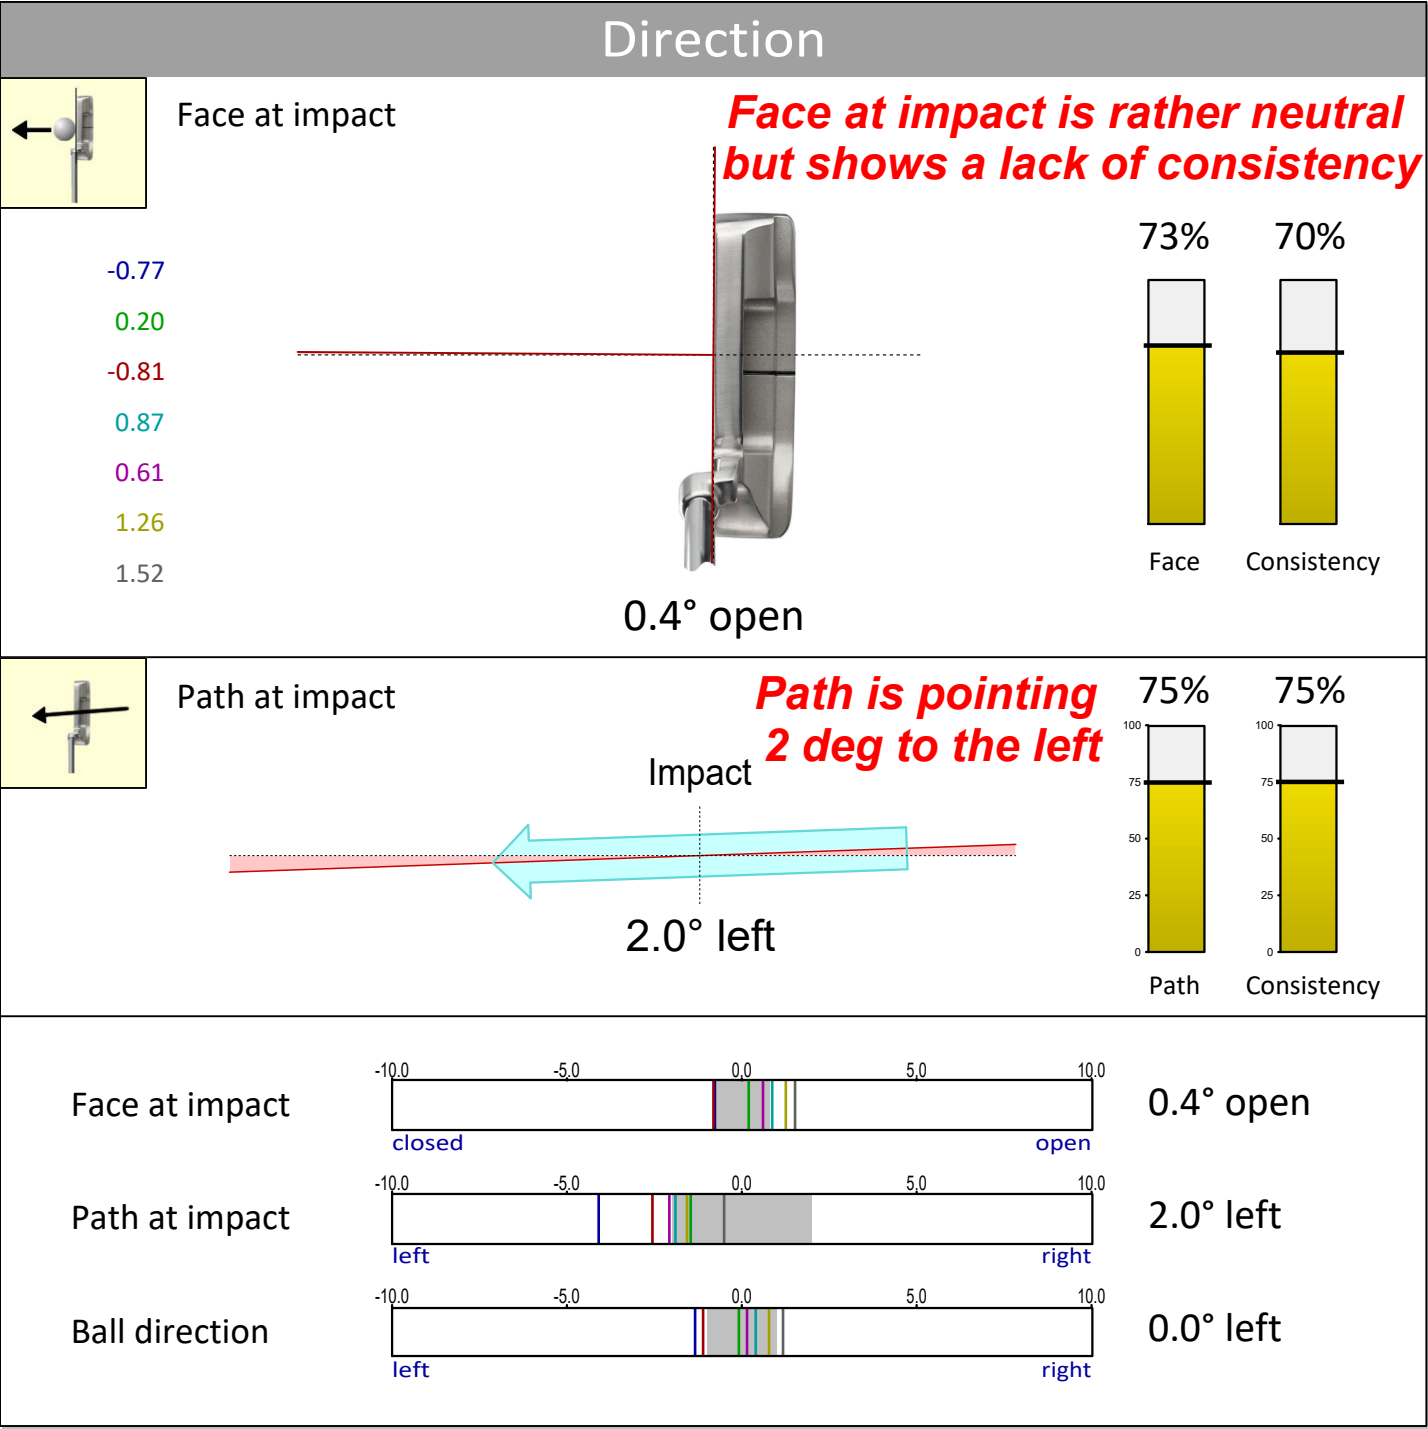 Direction
Face at impact
Face at impact is rather neutral
but shows a lack of consistency
73%
70%
-0.77
0.20
-0.81
0.87
0.61
1.26
1.52
Face
Consistency
0.4° open
Path at impact
Path is pointing
2 deg to the left
75%
75%
100
75
50
25
0
100
75
50
25
0
Impact
2.0° left
Path
Consistency
-10.0 -5.0 0,0 5,0 10.0
Face at impact
0.4° open
closed
open
-10.0 -5.0 0,0 5,0 10.0
Path at impact
2.0° left
left
right
-10.0 -5.0 0,0 5,0 10.0
Ball direction
0.0° left
left
right